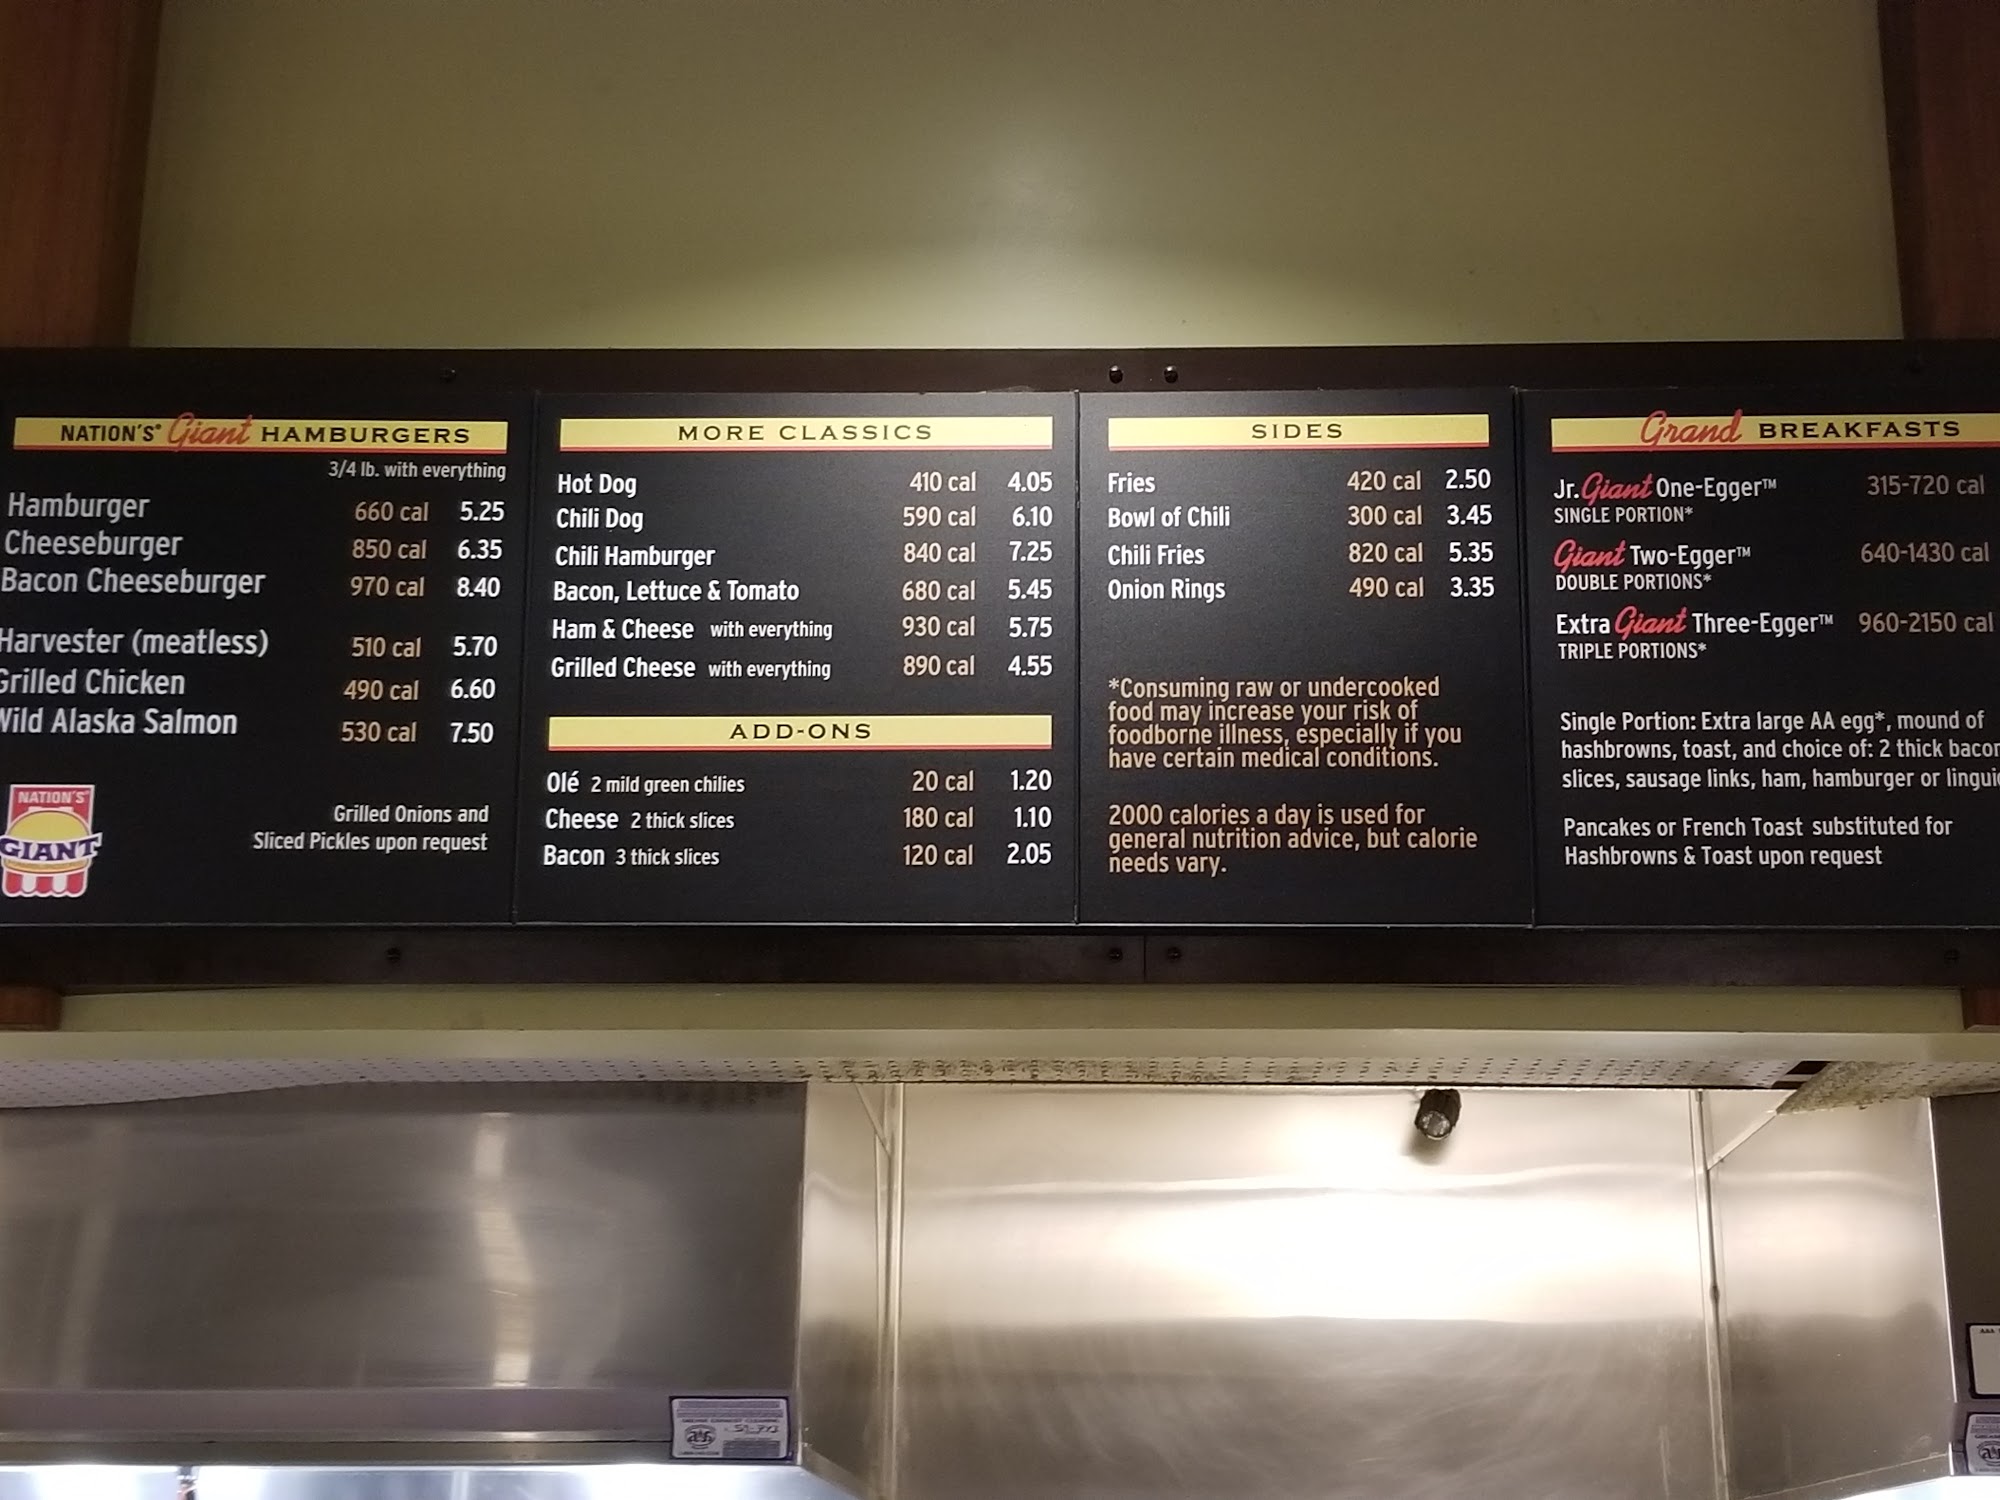 NATION'S® Giant HAMBURGERS
3/4 lb. with everything
Hamburger 660 cal 5.25
Cheeseburger 850 cal 6.35
Bacon Cheeseburger 970 cal 8.40
Harvester (meatless) 510 cal 5.70
Grilled Chicken 490 cal 6.60
Wild Alaska Salmon 530 cal 7.50
NATION'S®
GIANT
Grilled Onions and
Sliced Pickles upon request
MORE CLASSICS
Hot Dog 410 cal 4.05
Chili Dog 590 cal 6.10
Chili Hamburger 840 cal 7.25
Bacon, Lettuce & Tomato 680 cal 5.45
Ham & Cheese with everything 930 cal 5.75
Grilled Cheese with everything 890 cal 4.55
ADD-ONS
Olé 2 mild green chilies 20 cal 1.20
Cheese 2 thick slices 180 cal 1.10
Bacon 3 thick slices 120 cal 2.05
SIDES
Fries 420 cal 2.50
Bowl of Chili 300 cal 3.45
Chili Fries 820 cal 5.35
Onion Rings 490 cal 3.35
*Consuming raw or undercooked
food may increase your risk of
foodborne illness, especially if you
have certain medical conditions.
2000 calories a day is used for
general nutrition advice, but calorie
needs vary.
Grand BREAKFASTS
Jr. Giant One-Egger™ 315-720 cal
SINGLE PORTION*
Giant Two-Egger™ 640-1430 cal
DOUBLE PORTIONS*
Extra Giant Three-Egger™ 960-2150 cal
TRIPLE PORTIONS*
Single Portion: Extra large AA egg*, mound of
hashbrowns, toast, and choice of: 2 thick bacon
slices, sausage links, ham, hamburger or lingui
Pancakes or French Toast substituted for
Hashbrowns & Toast upon request